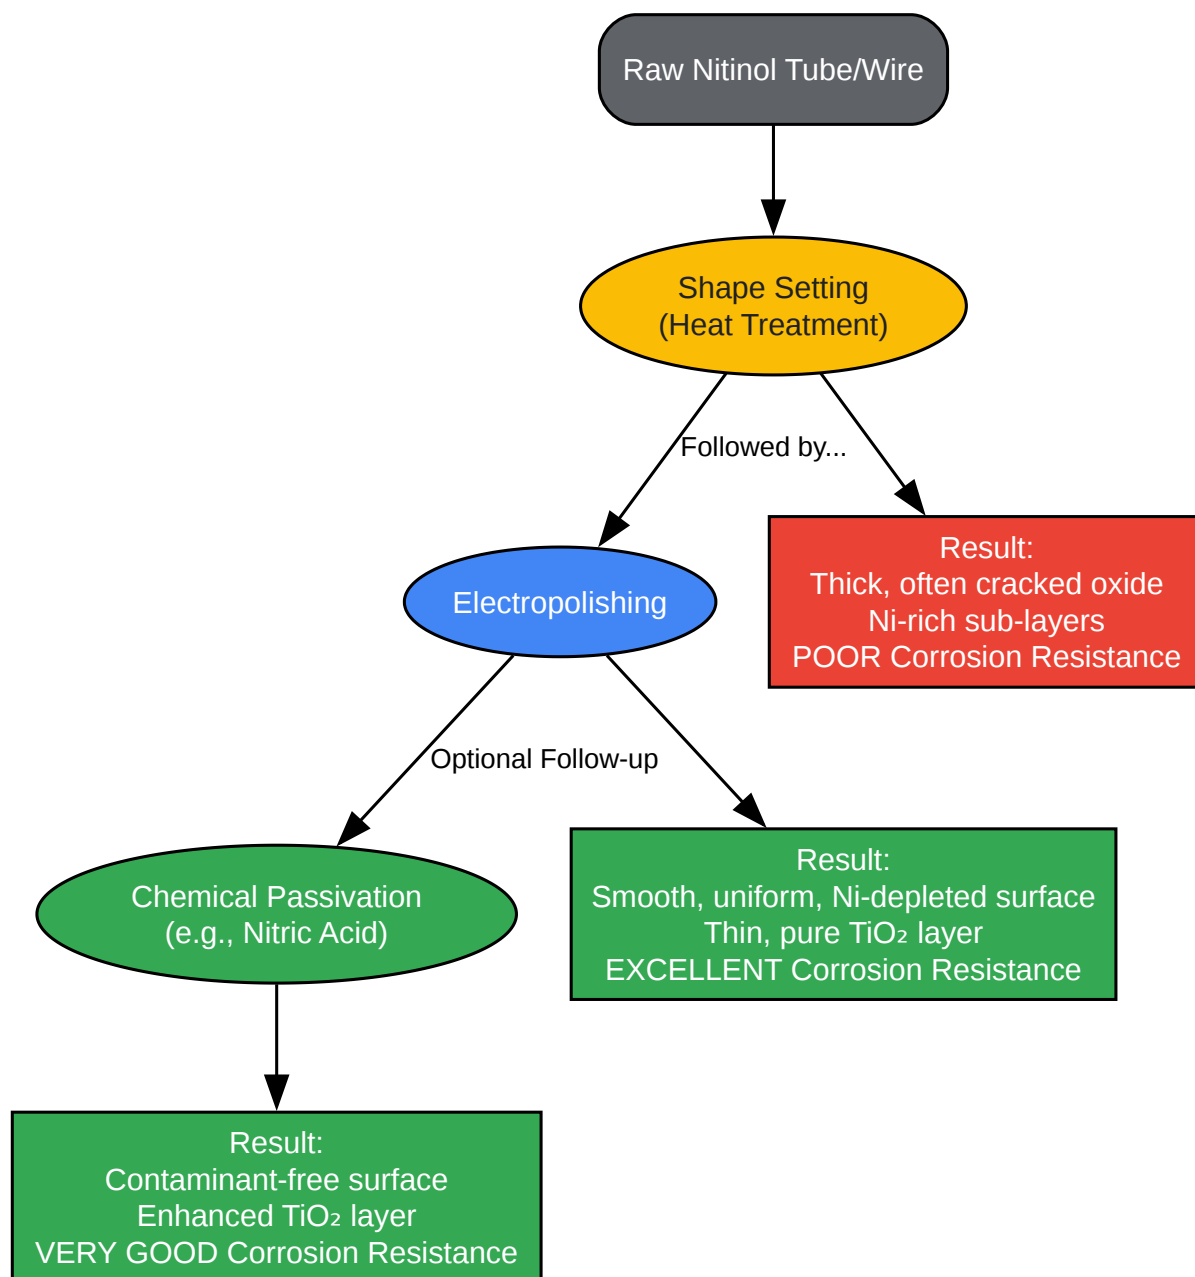 Raw Nitinol Tube/Wire
Shape Setting
(Heat Treatment)
Followed by...
Result:
Thick, often cracked oxide
Ni-rich sub-layers
POOR Corrosion Resistance
Electropolishing
Optional Follow-up
Result:
Smooth, uniform, Ni-depleted surface
Thin, pure TiO₂ layer
EXCELLENT Corrosion Resistance
Chemical Passivation
(e.g., Nitric Acid)
Result:
Contaminant-free surface
Enhanced TiO₂ layer
VERY GOOD Corrosion Resistance